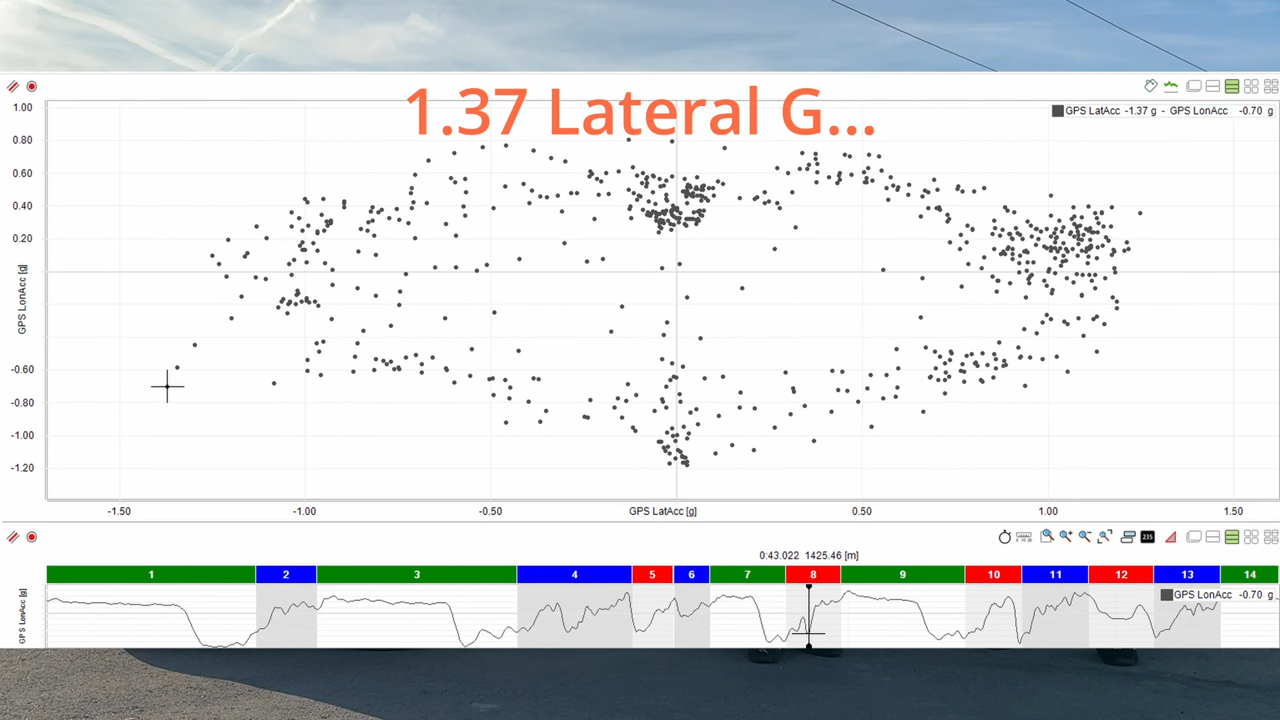 1.37 Lateral G...
GPS LatAcc -1.37 g - GPS LonAcc -0.70 g
1.00
0.80
0.60
0.40
0.20
-0.60
-0.80
-1.00
-1.20
GPS LonAcc [g]
-1.50 -1.00 -0.50 GPS LatAcc [g] 0.50 1.00 1.50
235
0:43.022 1425.46 [m]
1 2 3 4 5 6 7 8 9 10 11 12 13 14
GPS LonAcc [g]
GPS LonAcc -0.70 g